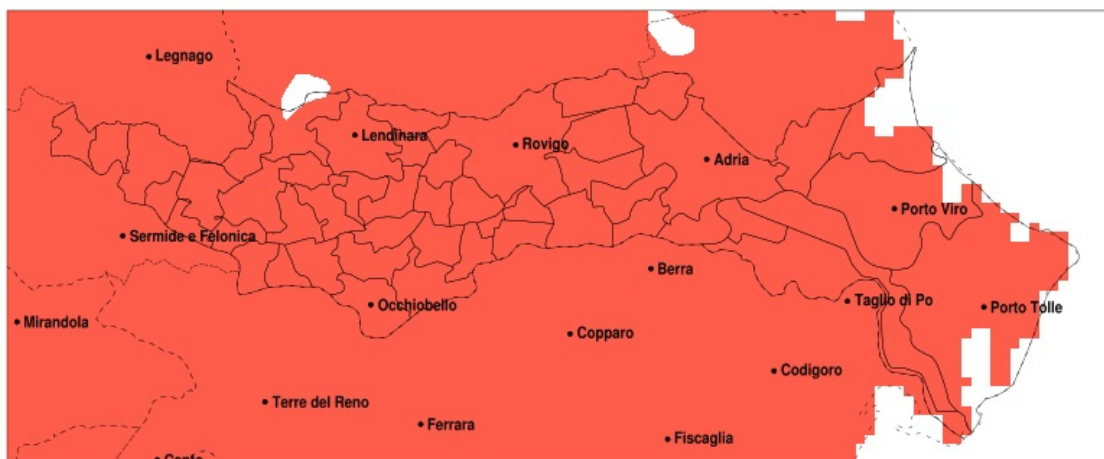 Legnago
Lendinara
Rovigo
Adria
Porto Viro
Sermide e Felonica
Berra
Taglio di Po
Porto Tolle
Occhiobello
Mirandola
Copparo
Codigoro
Terre del Reno
Ferrara
Fiscaglia